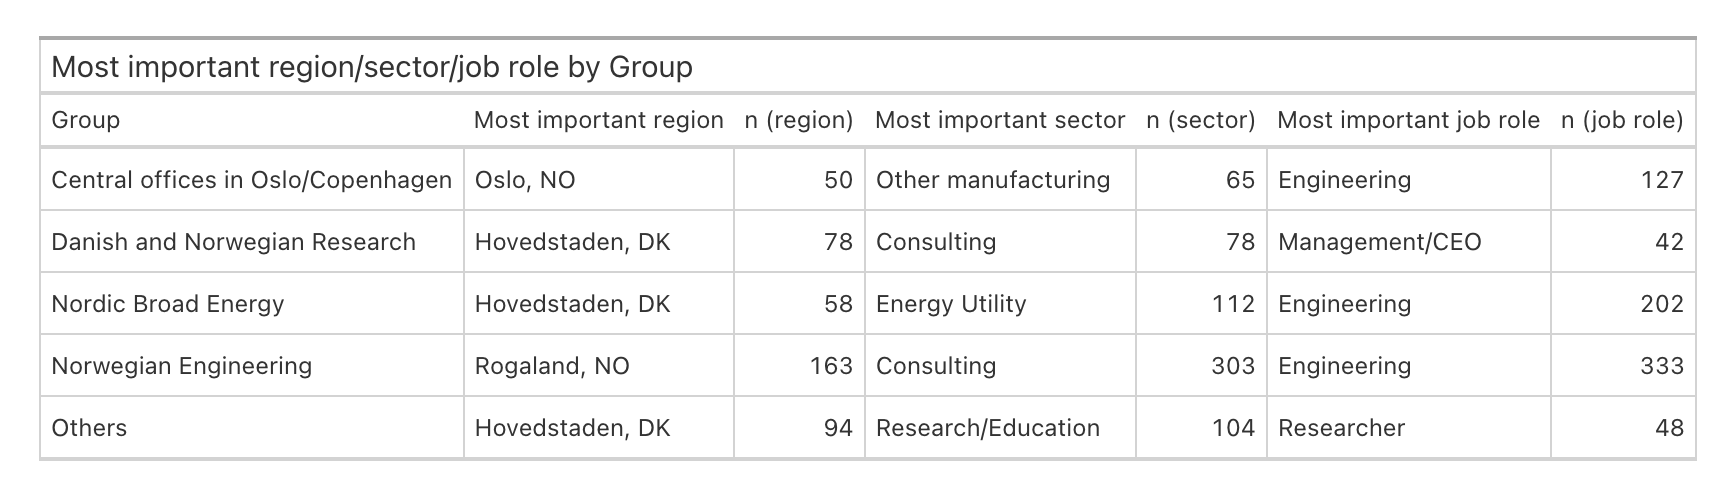 Most important region/sector/job role by Group
Group Most important region n (region) Most important sector n (sector) Most important job role n (job role)
Central offices in Oslo/Copenhagen Oslo, NO 50 Other manufacturing 65 Engineering 127
Danish and Norwegian Research Hovedstaden, DK 78 Consulting 78 Management/CEO 42
Nordic Broad Energy Hovedstaden, DK 58 Energy Utility 112 Engineering 202
Norwegian Engineering Rogaland, NO 163 Consulting 303 Engineering 333
Others Hovedstaden, DK 94 Research/Education 104 Researcher 48